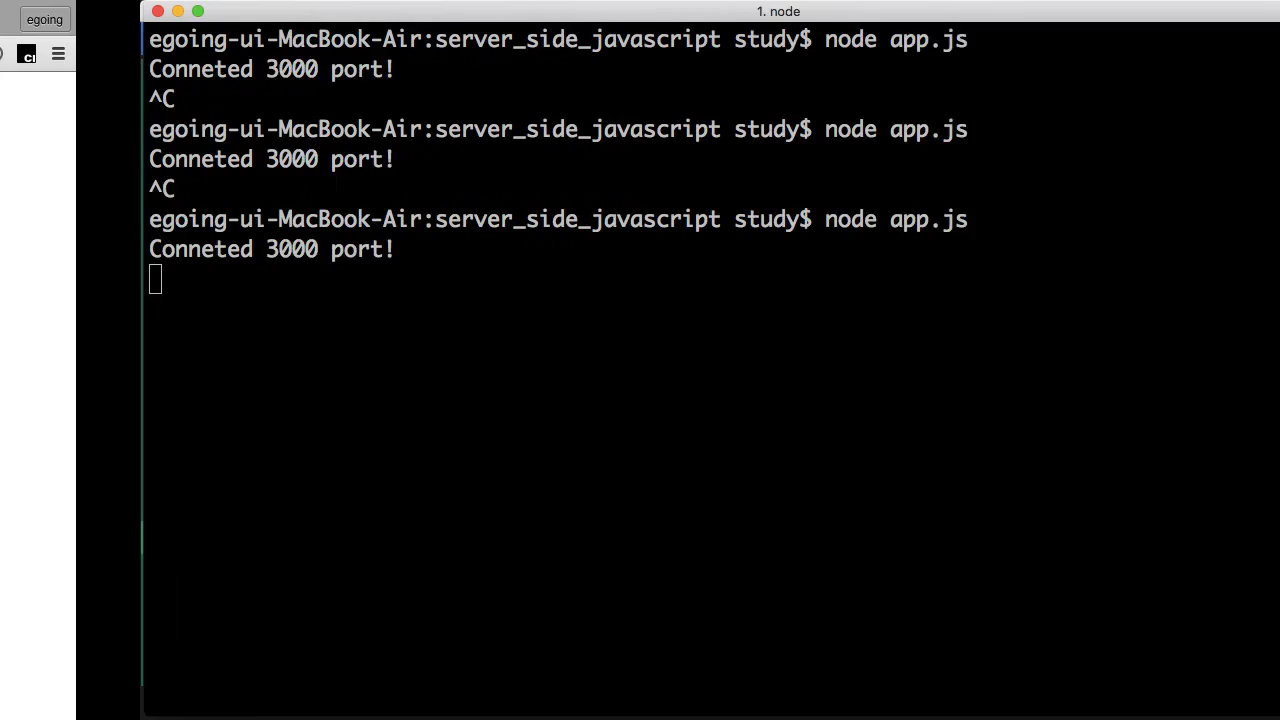 egoing
1. node
egoing-ui-MacBook-Air:server_side_javascript study$ node app.js
Conneted 3000 port!
^C
egoing-ui-MacBook-Air:server_side_javascript study$ node app.js
Conneted 3000 port!
^C
egoing-ui-MacBook-Air:server_side_javascript study$ node app.js
Conneted 3000 port!